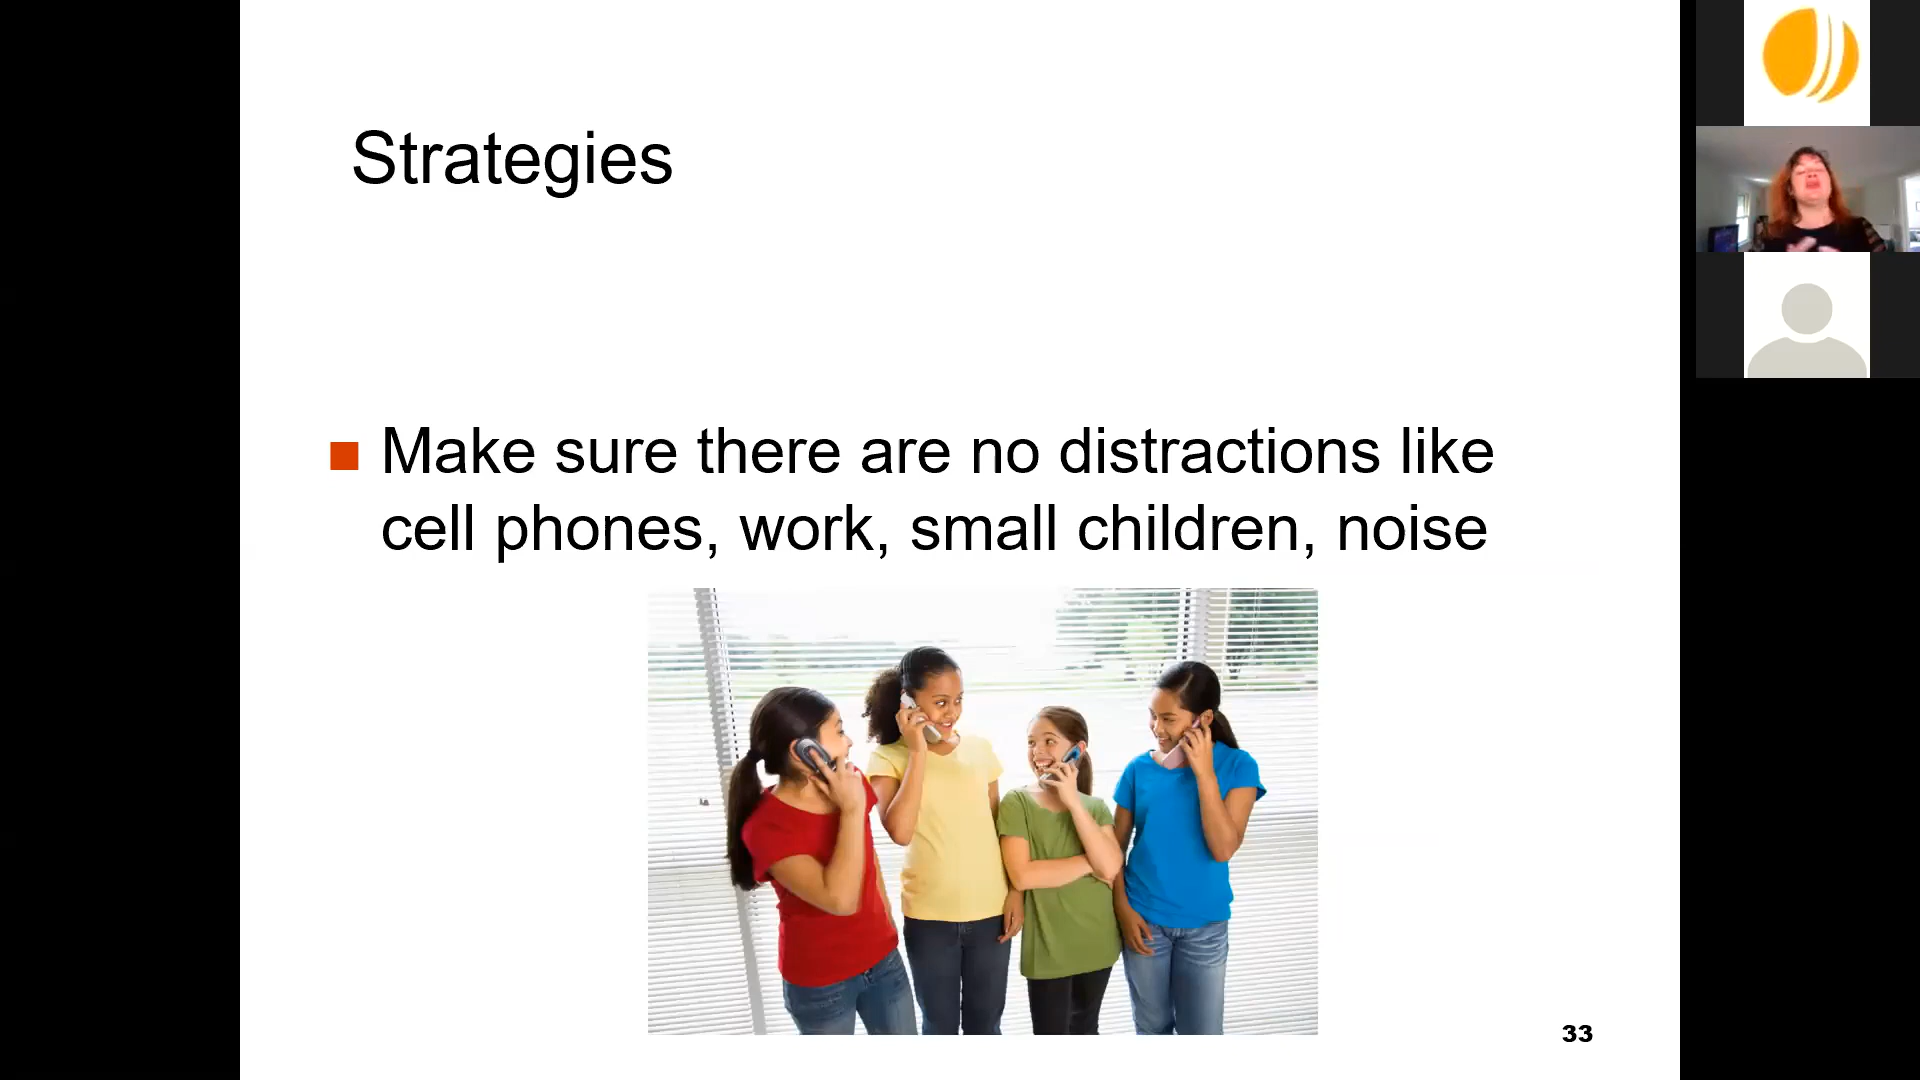 Strategies
Make sure there are no distractions like
cell phones, work, small children, noise
33